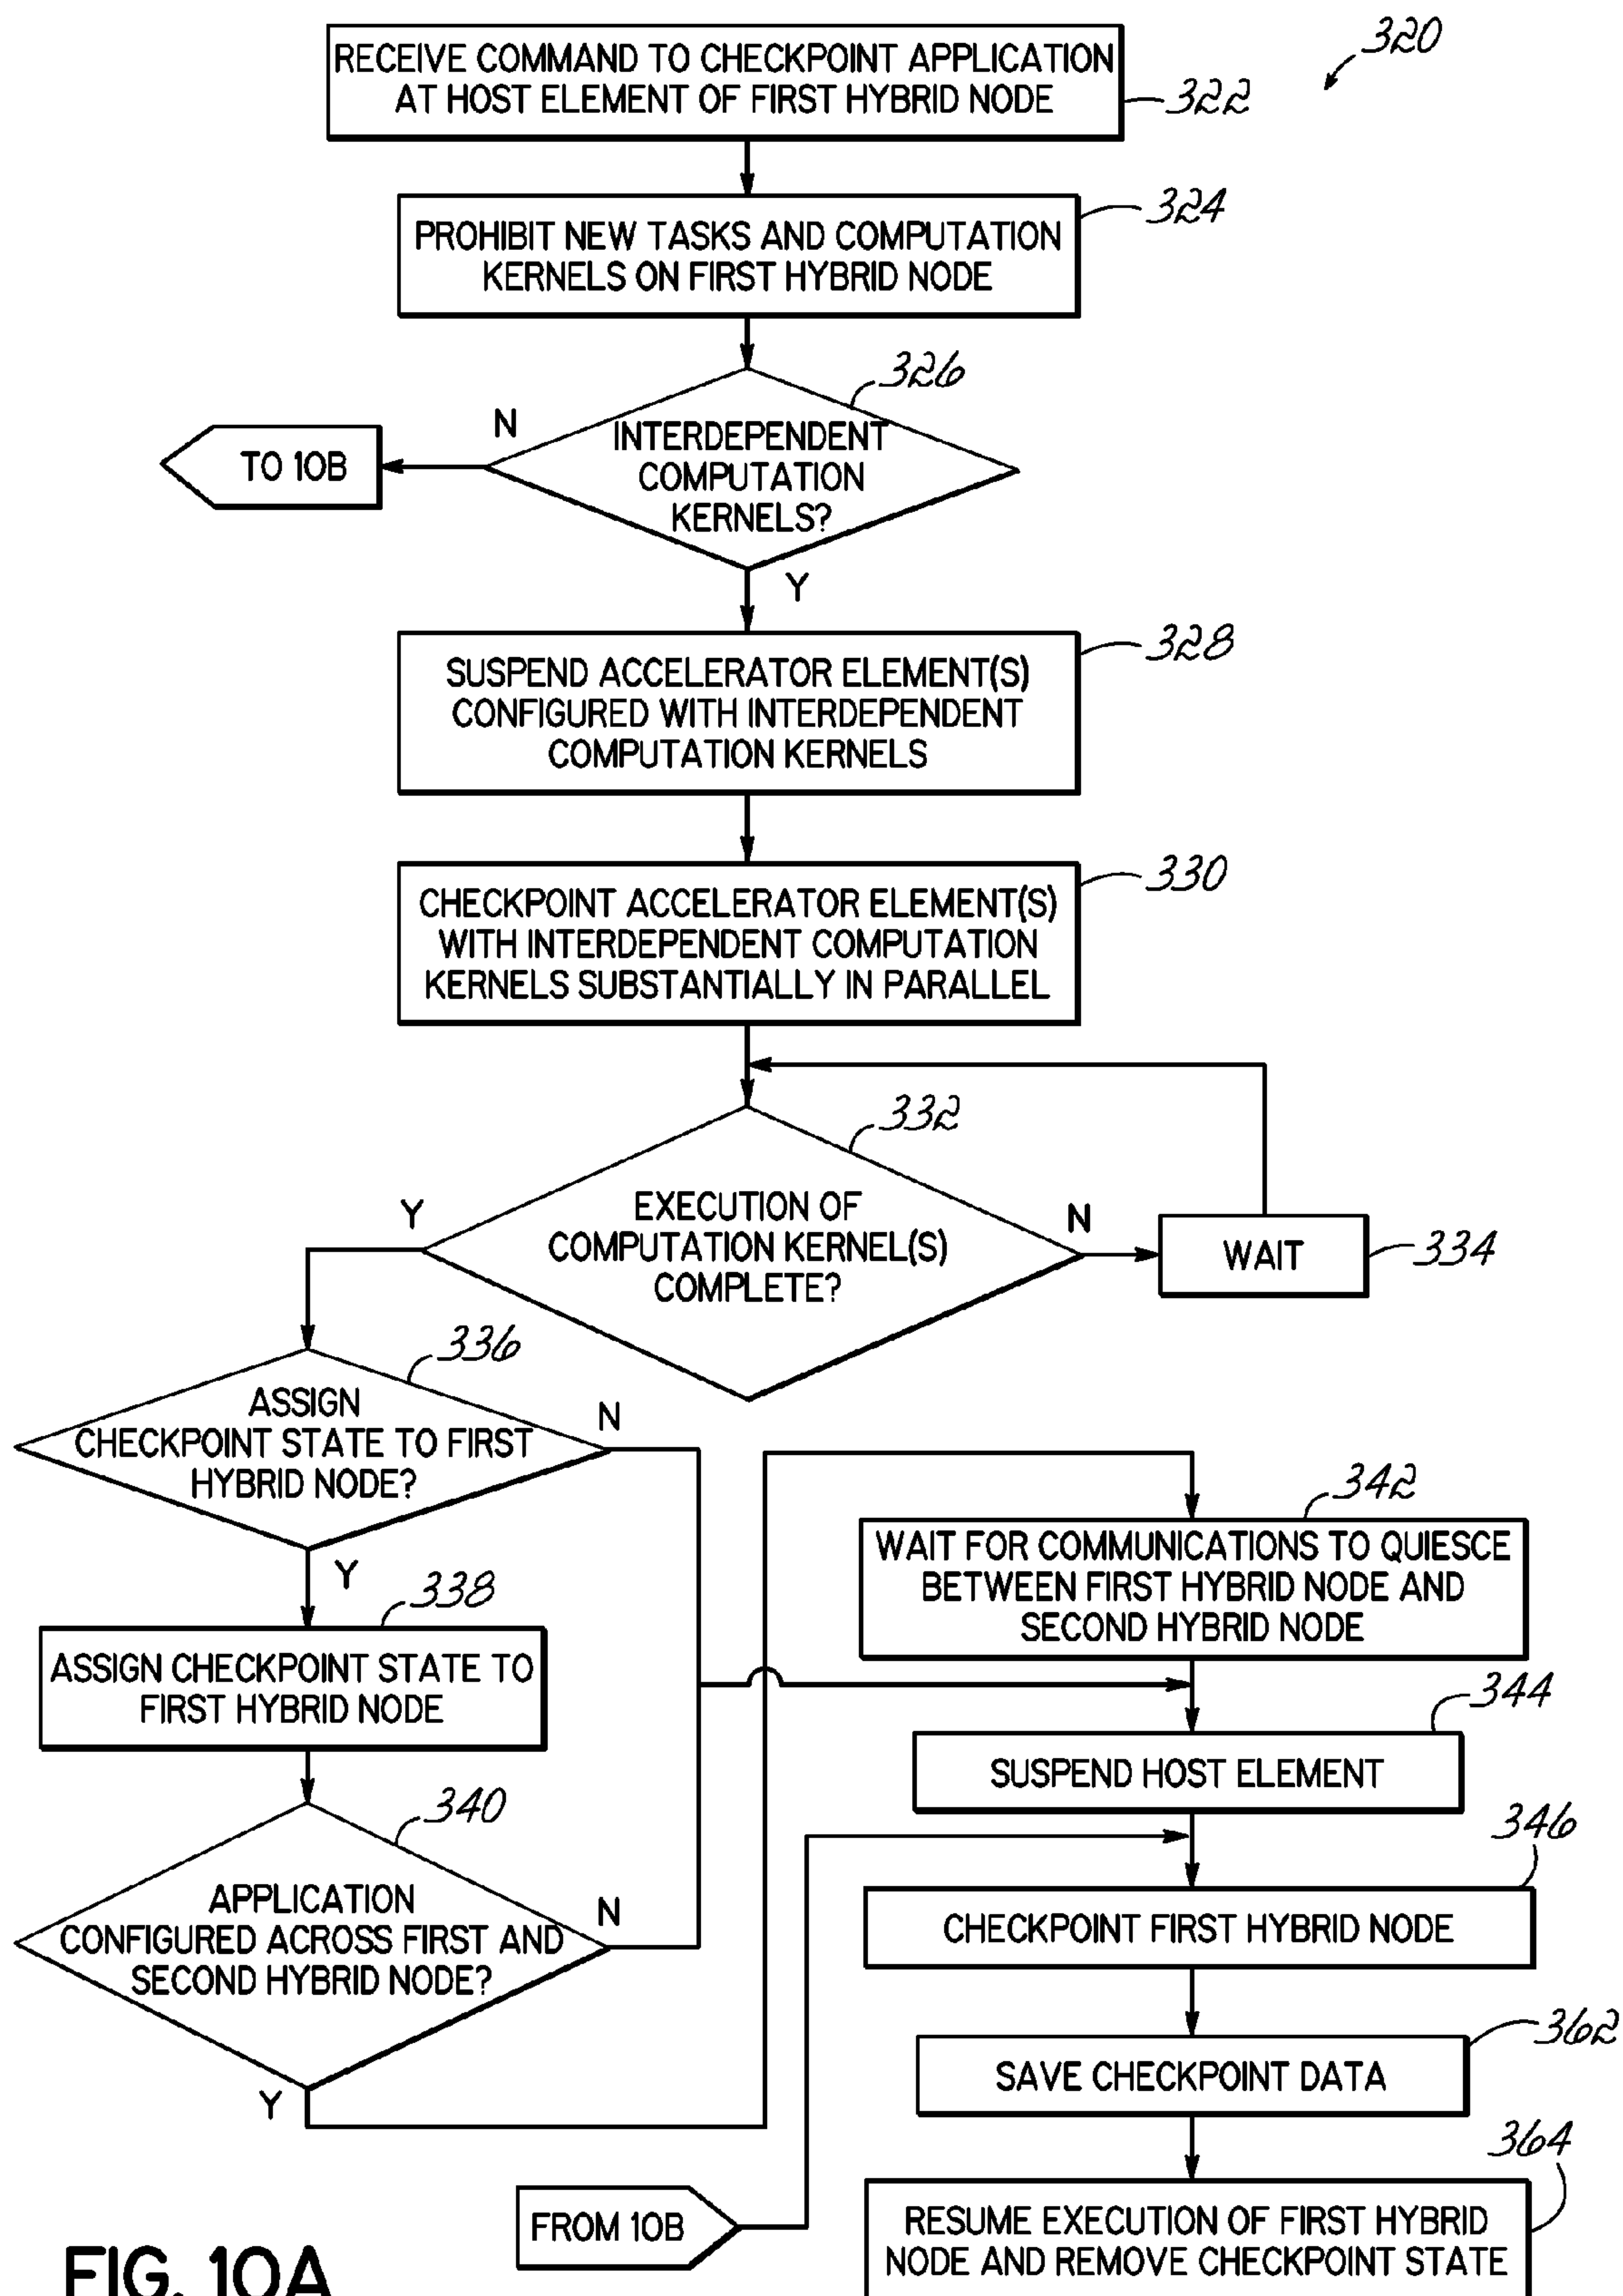 320
RECEIVE COMMAND TO CHECKPOINT APPLICATION
AT HOST ELEMENT OF FIRST HYBRID NODE
322
324
PROHIBIT NEW TASKS AND COMPUTATION
KERNELS ON FIRST HYBRID NODE
326
N
TO 10B
INTERDEPENDENT
COMPUTATION
KERNELS?
Y
328
SUSPEND ACCELERATOR ELEMENT(S)
CONFIGURED WITH INTERDEPENDENT
COMPUTATION KERNELS
330
CHECKPOINT ACCELERATOR ELEMENT(S)
WITH INTERDEPENDENT COMPUTATION
KERNELS SUBSTANTIALLY IN PARALLEL
332
Y
EXECUTION OF
COMPUTATION KERNEL(S)
COMPLETE?
N
WAIT
334
336
ASSIGN
CHECKPOINT STATE TO FIRST
HYBRID NODE?
N
Y
338
ASSIGN CHECKPOINT STATE TO
FIRST HYBRID NODE
340
APPLICATION
CONFIGURED ACROSS FIRST AND
SECOND HYBRID NODE?
N
Y
342
WAIT FOR COMMUNICATIONS TO QUIESCE
BETWEEN FIRST HYBRID NODE AND
SECOND HYBRID NODE
344
SUSPEND HOST ELEMENT
346
CHECKPOINT FIRST HYBRID NODE
362
SAVE CHECKPOINT DATA
364
FROM 10B
RESUME EXECUTION OF FIRST HYBRID
NODE AND REMOVE CHECKPOINT STATE
FIG. 10A